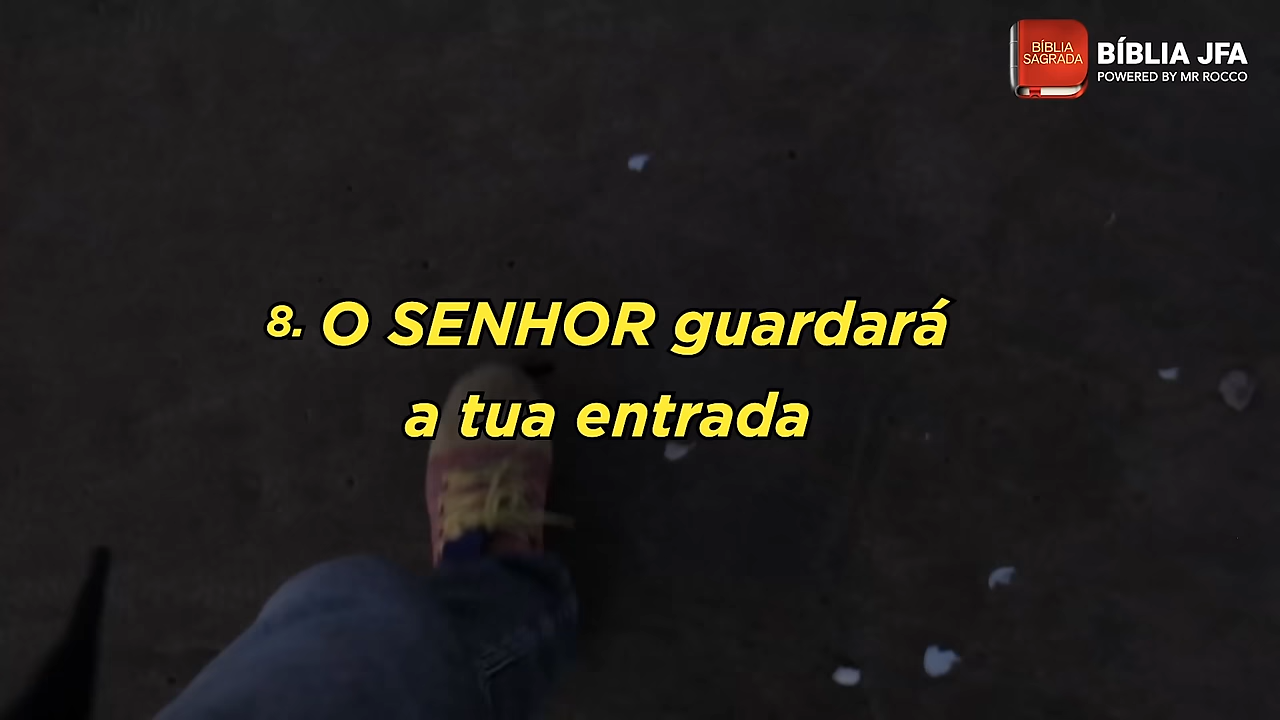 BÍBLIA
SAGRADA
BÍBLIA JFA
POWERED BY MR ROCCO
8. O SENHOR guardará
a tua entrada